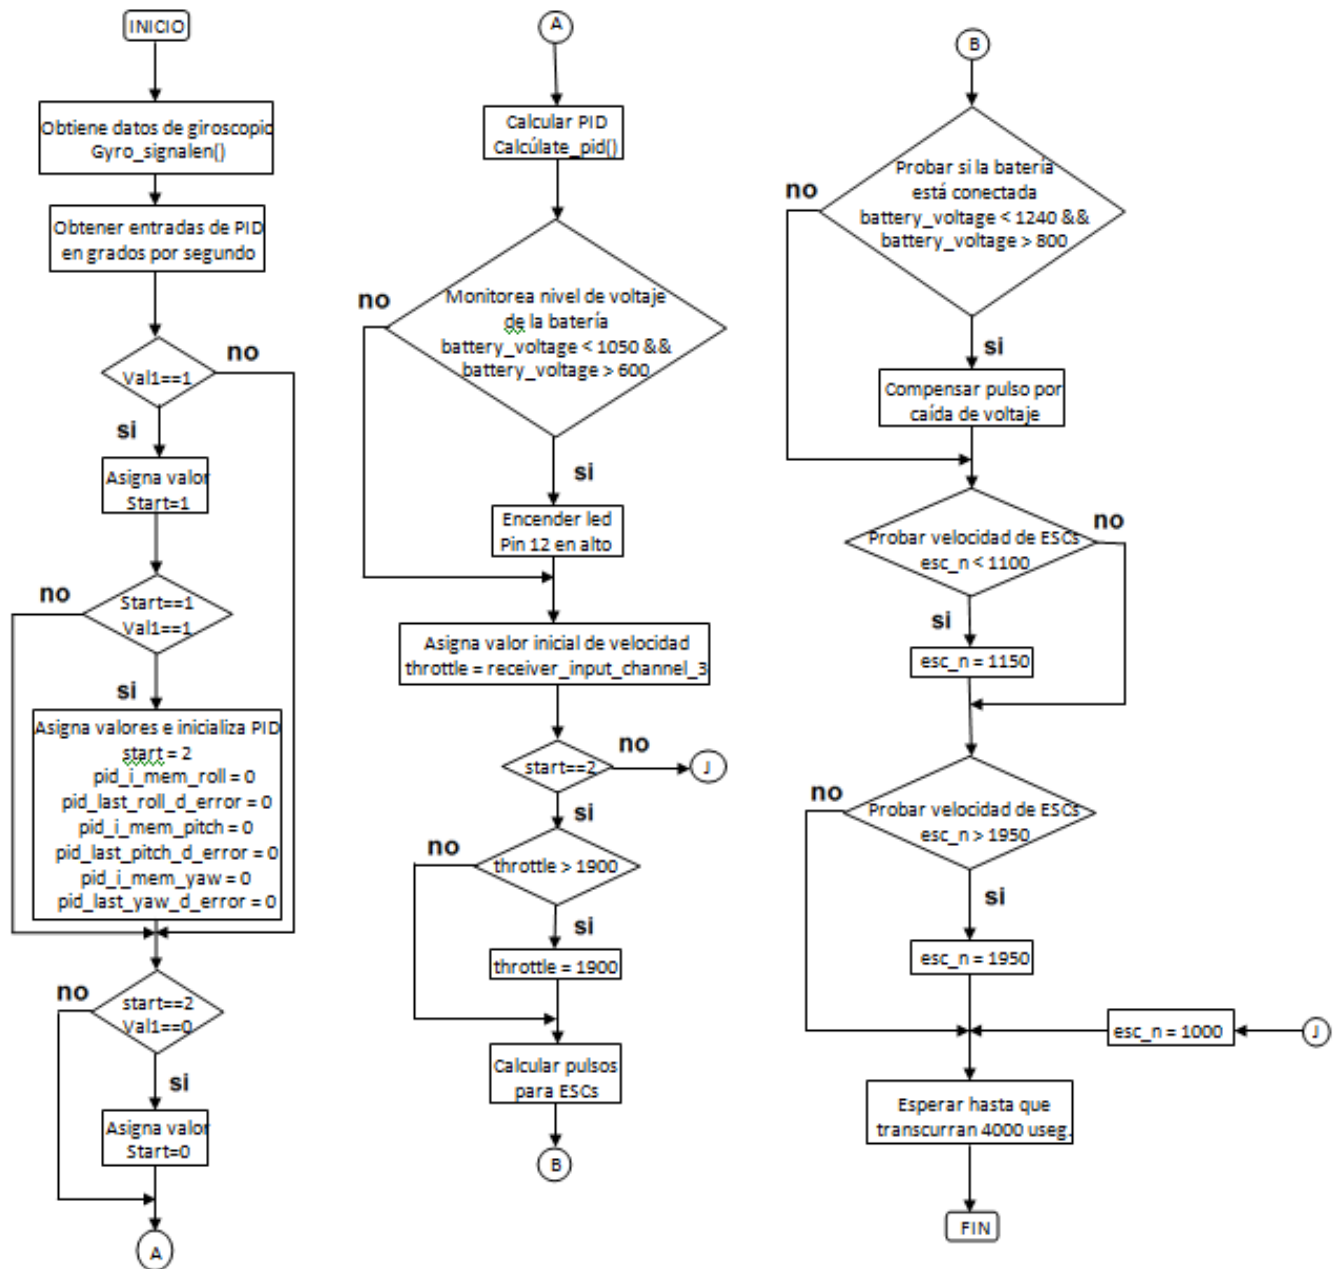 INICIO
Obtiene datos de giroscopio
Gyro_signalen()
Obtener entradas de PID
en grados por segundo
no
Val1==1
si
Asigna valor
Start=1
no
Start==1
Val1==1
si
Asigna valores e inicializa PID
start = 2
pid_i_mem_roll = 0
pid_last_roll_d_error = 0
pid_i_mem_pitch = 0
pid_last_pitch_d_error = 0
pid_i_mem_yaw = 0
pid_last_yaw_d_error = 0
no
start==2
Val1==0
si
Asigna valor
Start=0
A
A
Calcular PID
Calcúlate_pid()
no
Monitorea nivel de voltaje
de la batería
battery_voltage < 1050 &&
battery_voltage > 600
si
Encender led
Pin 12 en alto
Asigna valor inicial de velocidad
throttle = receiver_input_channel_3
no
start==2
J
si
no
throttle > 1900
si
throttle = 1900
Calcular pulsos
para ESCs
B
B
Probar si la batería
está conectada
no
battery_voltage < 1240 &&
battery_voltage > 800
si
Compensar pulso por
caída de voltaje
no
Probar velocidad de ESCs
esc_n < 1100
si
esc_n = 1150
no
Probar velocidad de ESCs
esc_n > 1950
si
esc_n = 1950
esc_n = 1000
J
Esperar hasta que
transcurran 4000 useg.
FIN